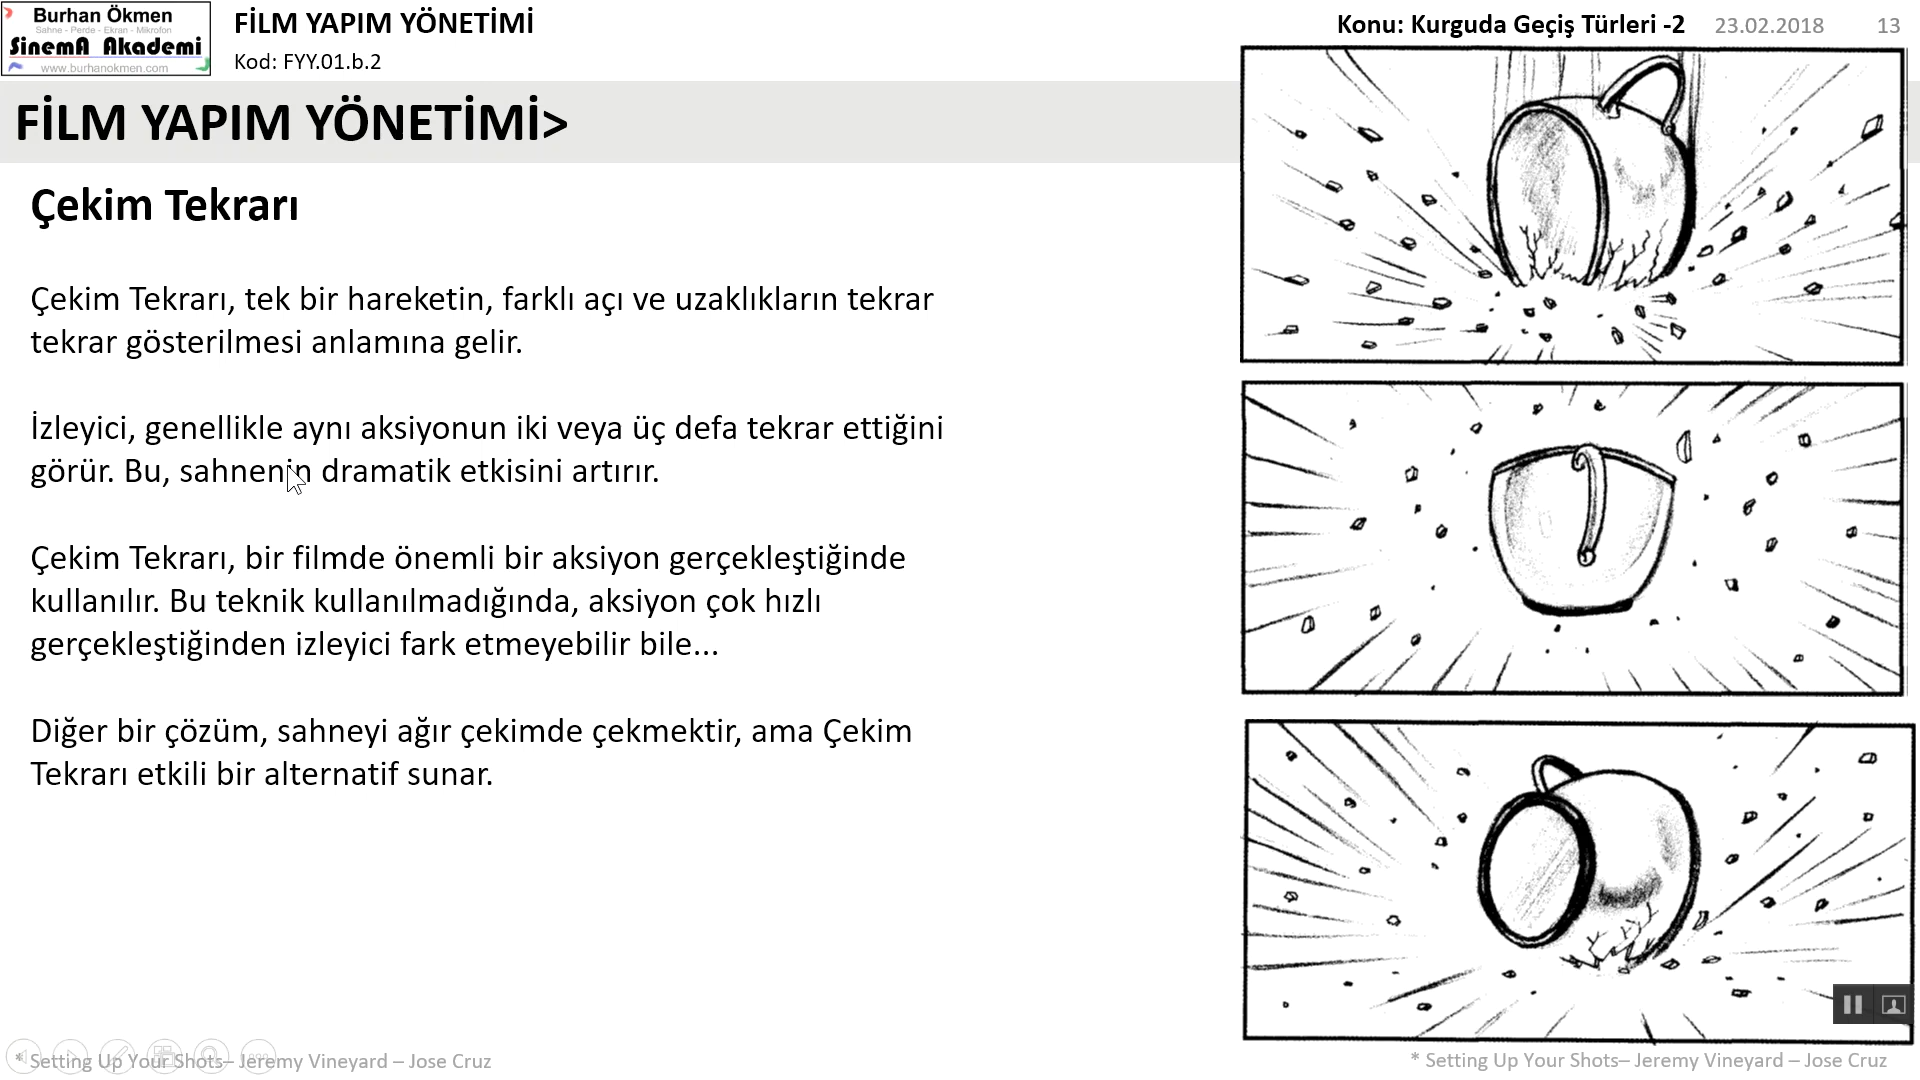 Burhan Ökmen
Sahne - Perde - Ekran - Mikrofon
SinemA Akademi
www.burhanokmen.com
FİLM YAPIM YÖNETİMİ
Kod: FYY.01.b.2
Konu: Kurguda Geçiş Türleri -2
23.02.2018
13
FİLM YAPIM YÖNETİMİ>
Çekim Tekrarı
Çekim Tekrarı, tek bir hareketin, farklı açı ve uzaklıkların tekrar
tekrar gösterilmesi anlamına gelir.
İzleyici, genellikle aynı aksiyonun iki veya üç defa tekrar ettiğini
görür. Bu, sahnenin dramatik etkisini artırır.
Çekim Tekrarı, bir filmde önemli bir aksiyon gerçekleştiğinde
kullanılır. Bu teknik kullanılmadığında, aksiyon çok hızlı
gerçekleştiğinden izleyici fark etmeyebilir bile...
Diğer bir çözüm, sahneyi ağır çekimde çekmektir, ama Çekim
Tekrarı etkili bir alternatif sunar.
* Setting Up Your Shots– Jeremy Vineyard – Jose Cruz
* Setting Up Your Shots– Jeremy Vineyard – Jose Cruz